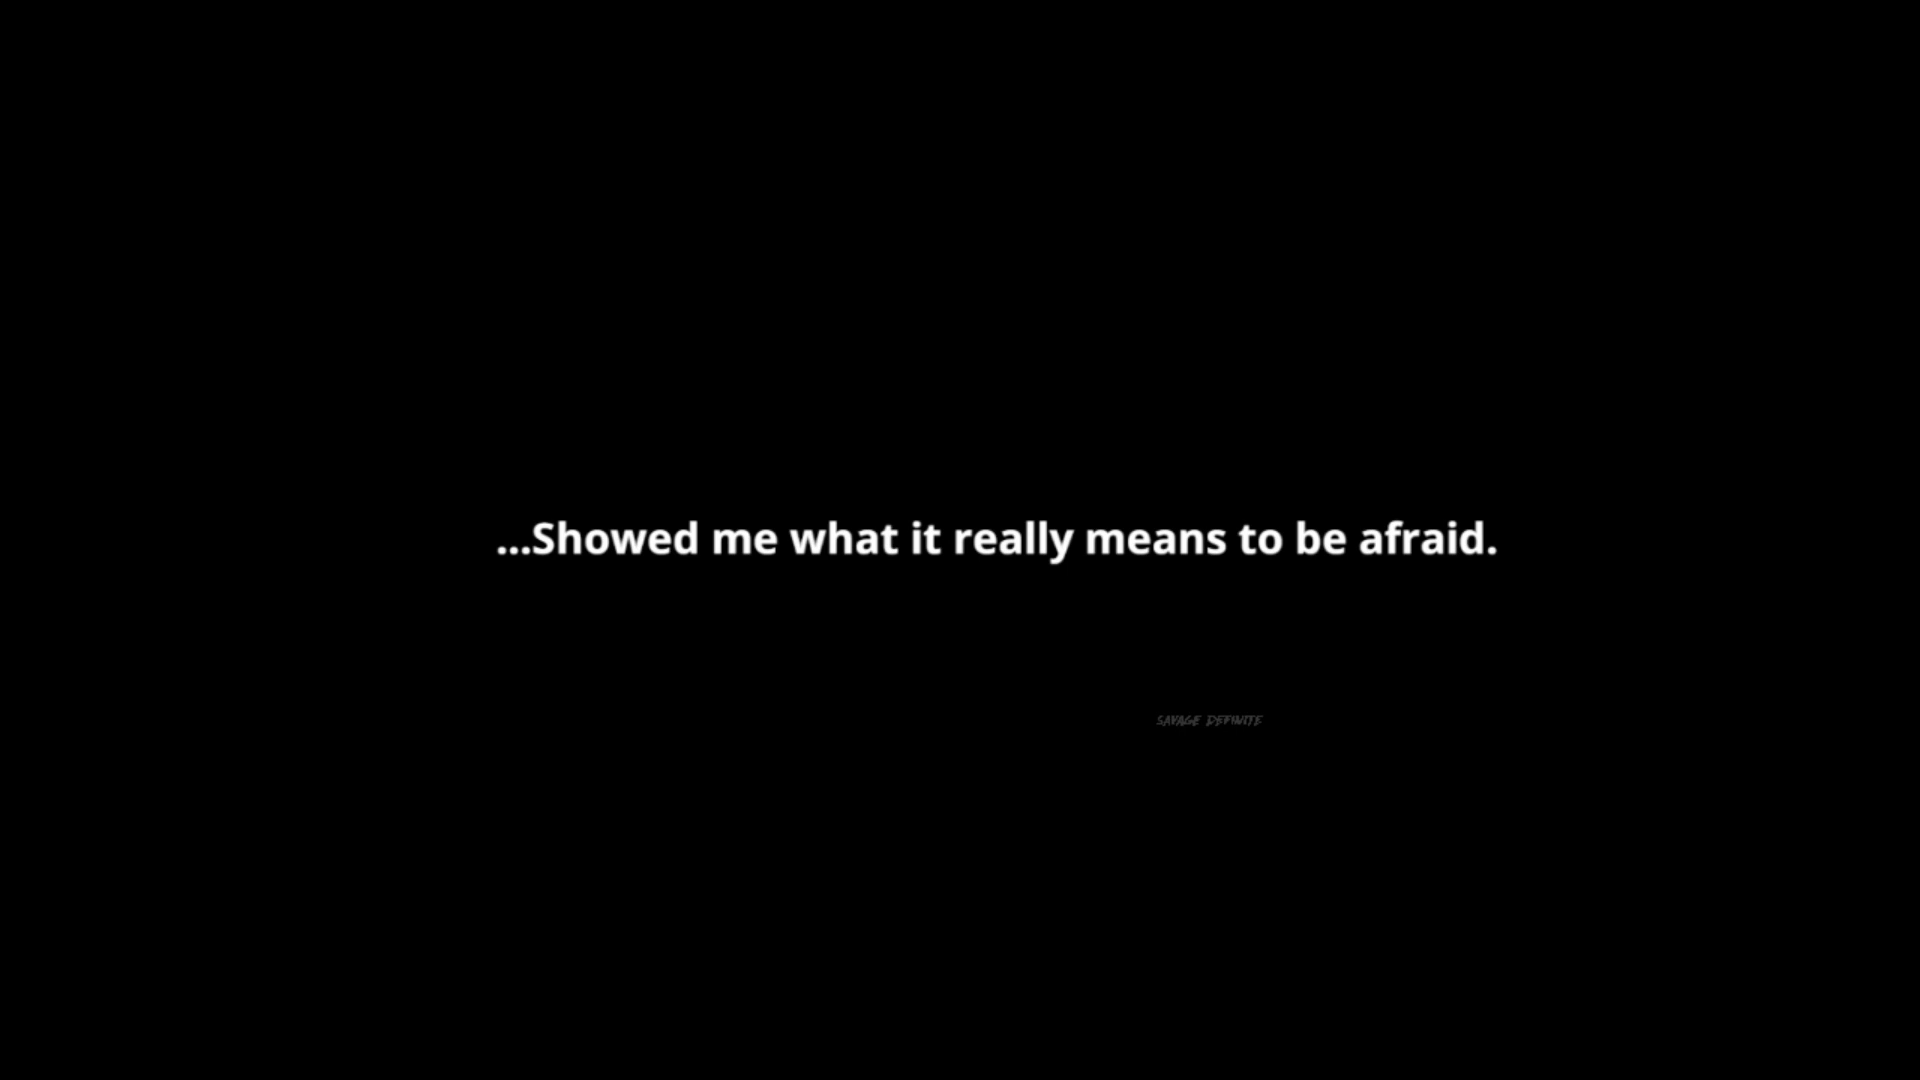 ...Showed me what it really means to be afraid.
SAVAGE DEFINITE